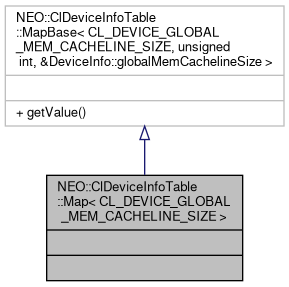 NEO::ClDeviceInfoTable
::MapBase< CL_DEVICE_GLOBAL
_MEM_CACHELINE_SIZE, unsigned
int, &DeviceInfo::globalMemCachelineSize >
+ getValue()
NEO::ClDeviceInfoTable
::Map< CL_DEVICE_GLOBAL
_MEM_CACHELINE_SIZE >